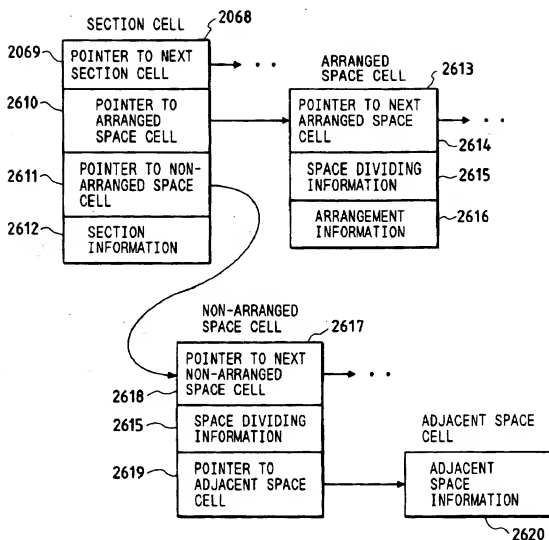 SECTION CELL
2068
2069
POINTER TO NEXT
SECTION CELL
2610
POINTER TO
ARRANGED
SPACE CELL
2611
POINTER TO NON-
ARRANGED SPACE
CELL
2612
SECTION
INFORMATION
ARRANGED
SPACE CELL
2613
POINTER TO NEXT
ARRANGED SPACE
CELL
2614
SPACE DIVIDING
INFORMATION
2615
ARRANGEMENT
INFORMATION
2616
NON-ARRANGED
SPACE CELL
2617
POINTER TO NEXT
NON-ARRANGED
SPACE CELL
2618
2615
SPACE DIVIDING
INFORMATION
2619
POINTER TO
ADJACENT SPACE
CELL
ADJACENT SPACE
CELL
ADJACENT
SPACE
INFORMATION
2620